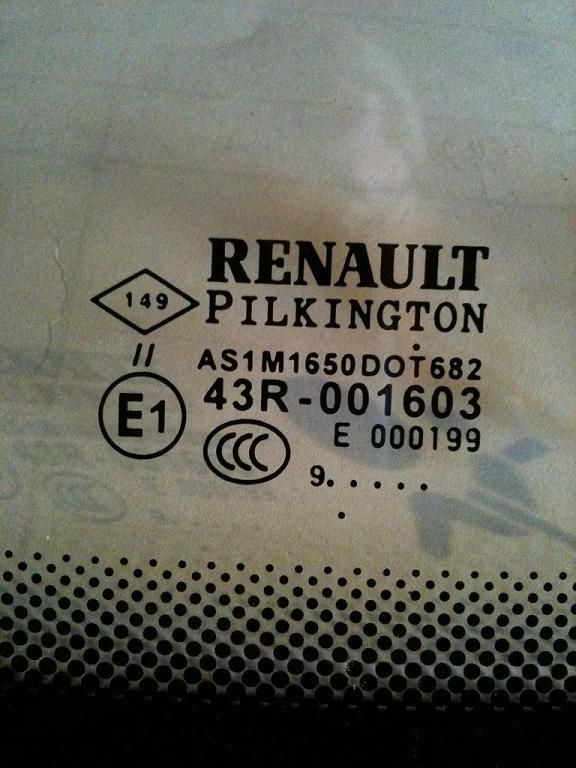 RENAULT
149
PILKINGTON
//
AS1M1650DOT682
E1
43R-001603
E 000199
CCC
9. . . . .
.